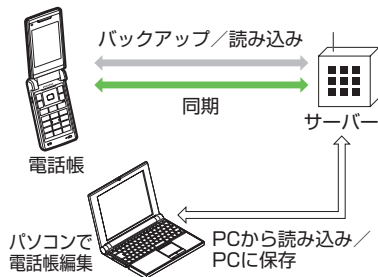 バックアップ／読み込み
同期
サーバー
電話帳
パソコンで
電話帳編集
PCから読み込み／
PCに保存